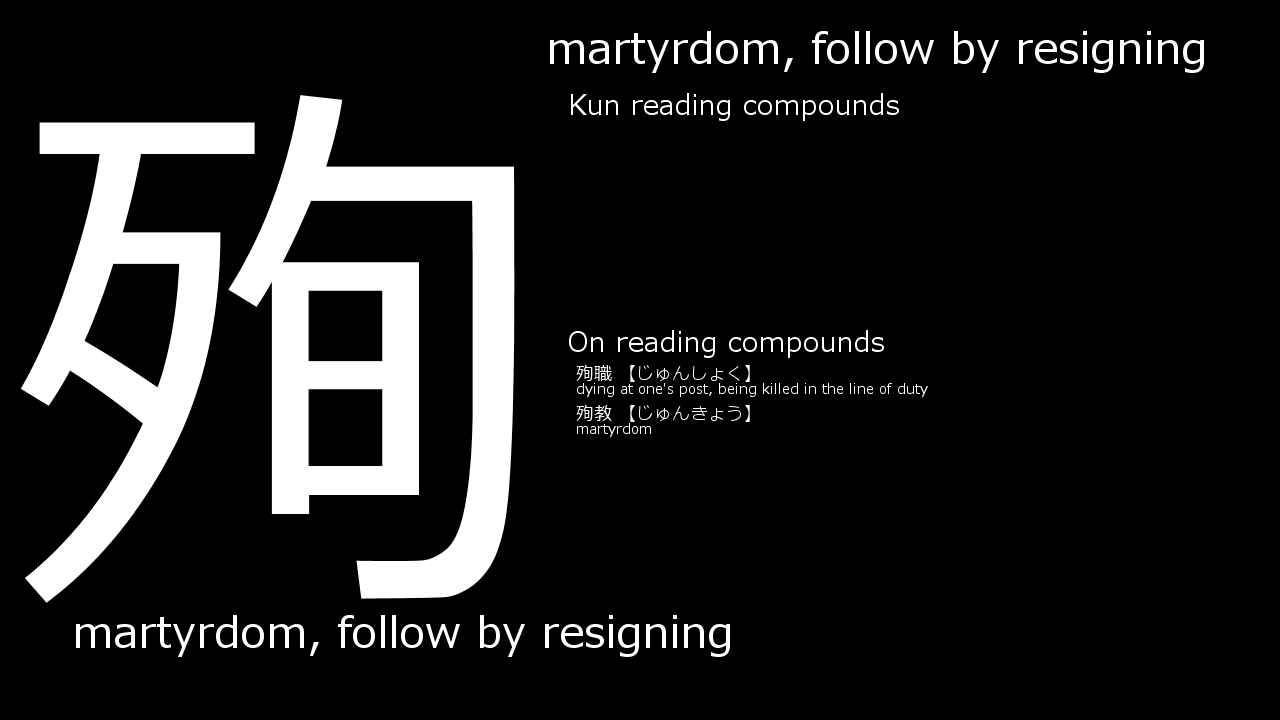 殉
martyrdom, follow by resigning
Kun reading compounds
On reading compounds
殉職 【じゅんしょく】
dying at one's post, being killed in the line of duty
殉教 【じゅんきょう】
martyrdom
martyrdom, follow by resigning